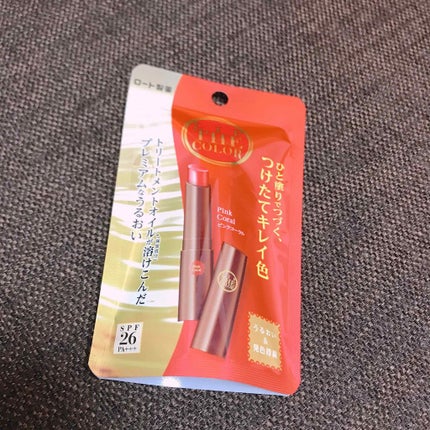 ロート製薬
THE
COLOR
ひと塗りでつづく、
つけたてキレイ色
トリートメントオイルが溶けこんだ
プレミアムなうるおい
Pink
Coral
ピンクコーラル
SPF
26
PA+++
うるおい&
発色持続